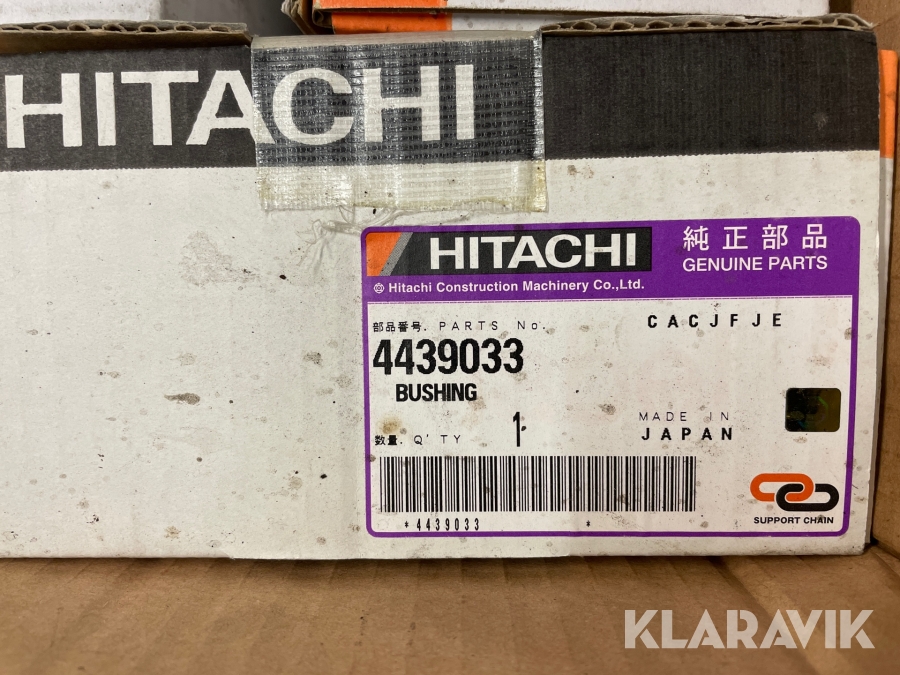 HITACHI
HITACHI
純正部品
GENUINE PARTS
Hitachi Construction Machinery Co.,Ltd.
部品番号. PARTS No.
CACJFJE
4439033
BUSHING
数量. Q'TY
1
MADE IN
JAPAN
* 4439033 *
SUPPORT CHAIN
KLARAVIK